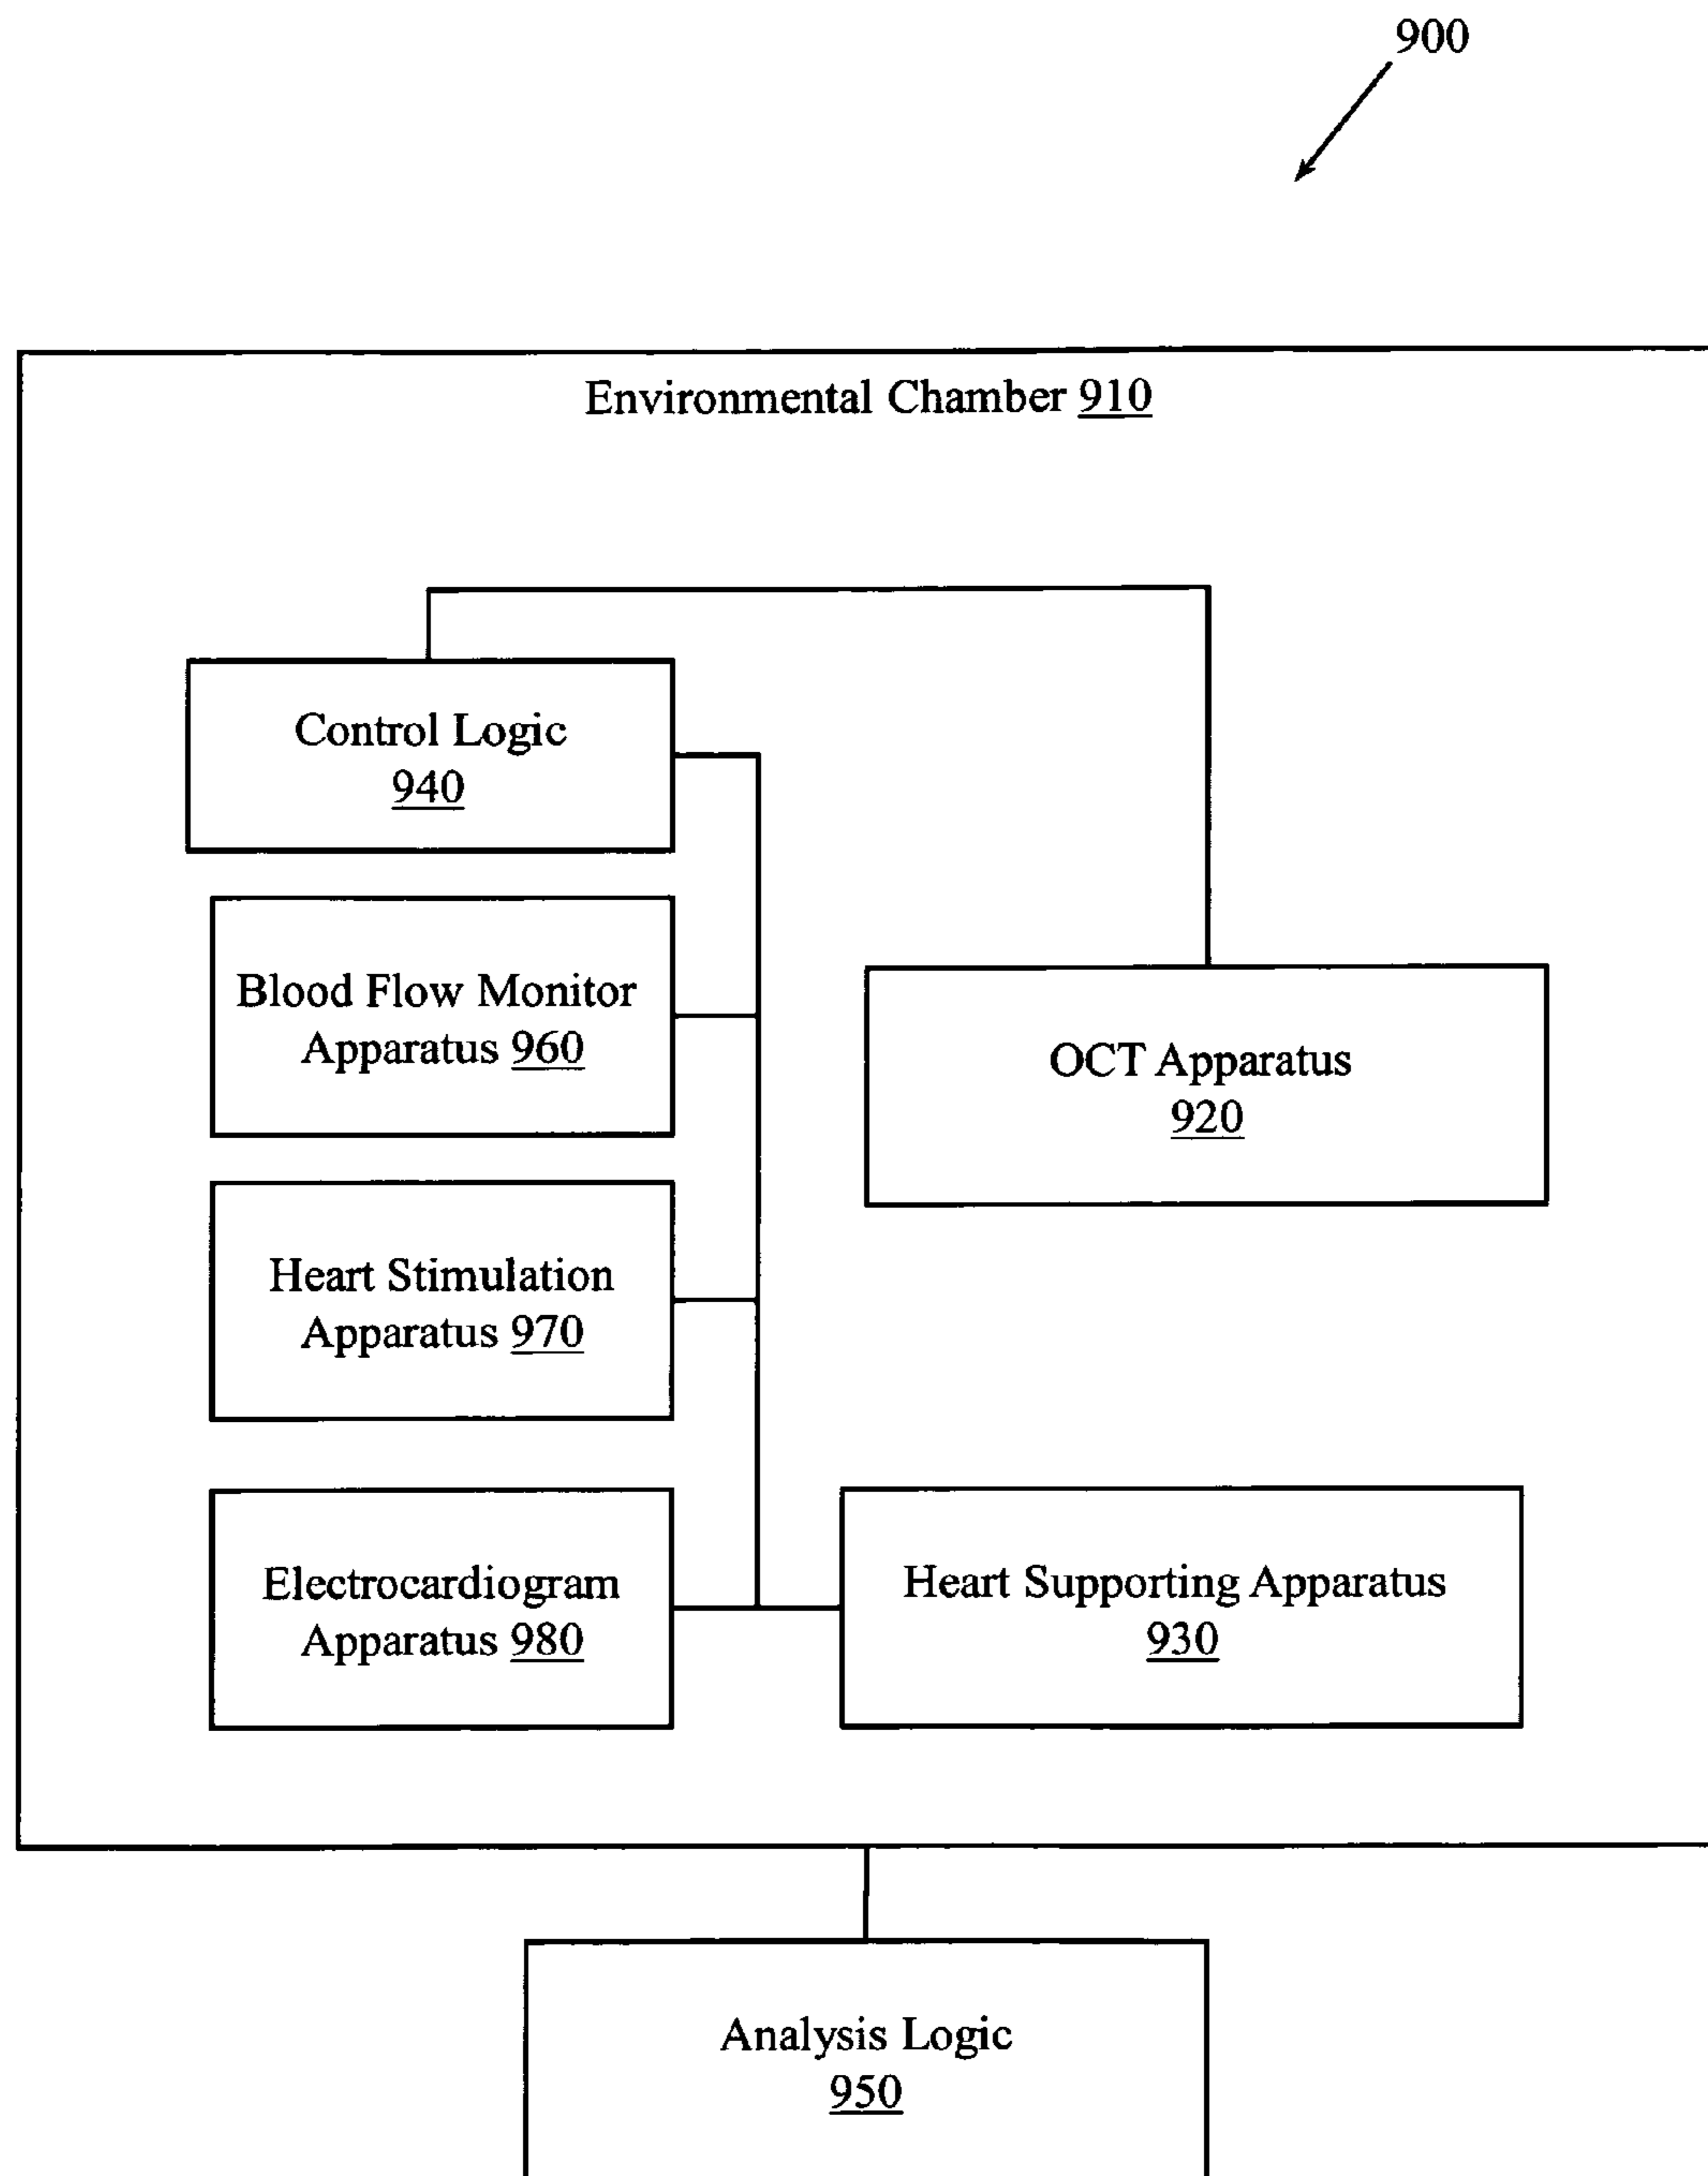 900
Environmental Chamber 910
Control Logic
940
Blood Flow Monitor
Apparatus 960
OCT Apparatus
920
Heart Stimulation
Apparatus 970
Electrocardiogram
Apparatus 980
Heart Supporting Apparatus
930
Analysis Logic
950